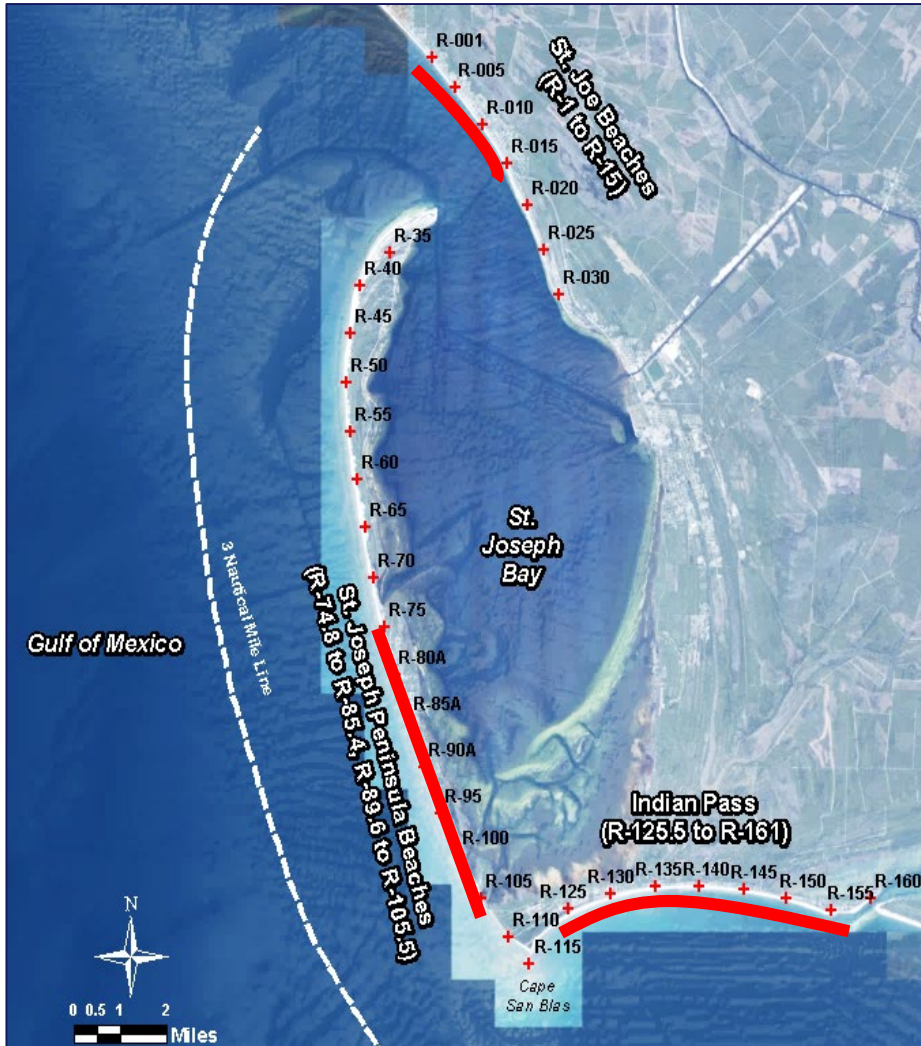 R-001
R-005
R-010
R-015
R-020
R-025
R-030
St. Joe Beaches
(R-1 to R-15)
R-35
R-40
R-45
R-50
R-55
R-60
R-65
R-70
R-75
R-80A
R-85A
R-90A
R-95
R-100
R-105
R-110
R-115
St.
Joseph
Bay
Gulf of Mexico
3 Nautical Mile Line
St. Joseph Peninsula Beaches
(R-74.8 to R-85.4, R-89.6 to R-105.5)
Indian Pass
(R-125.5 to R-161)
R-125
R-130
R-135
R-140
R-145
R-150
R-155
R-160
Cape
San Blas
N
0 0.5 1 2
Miles